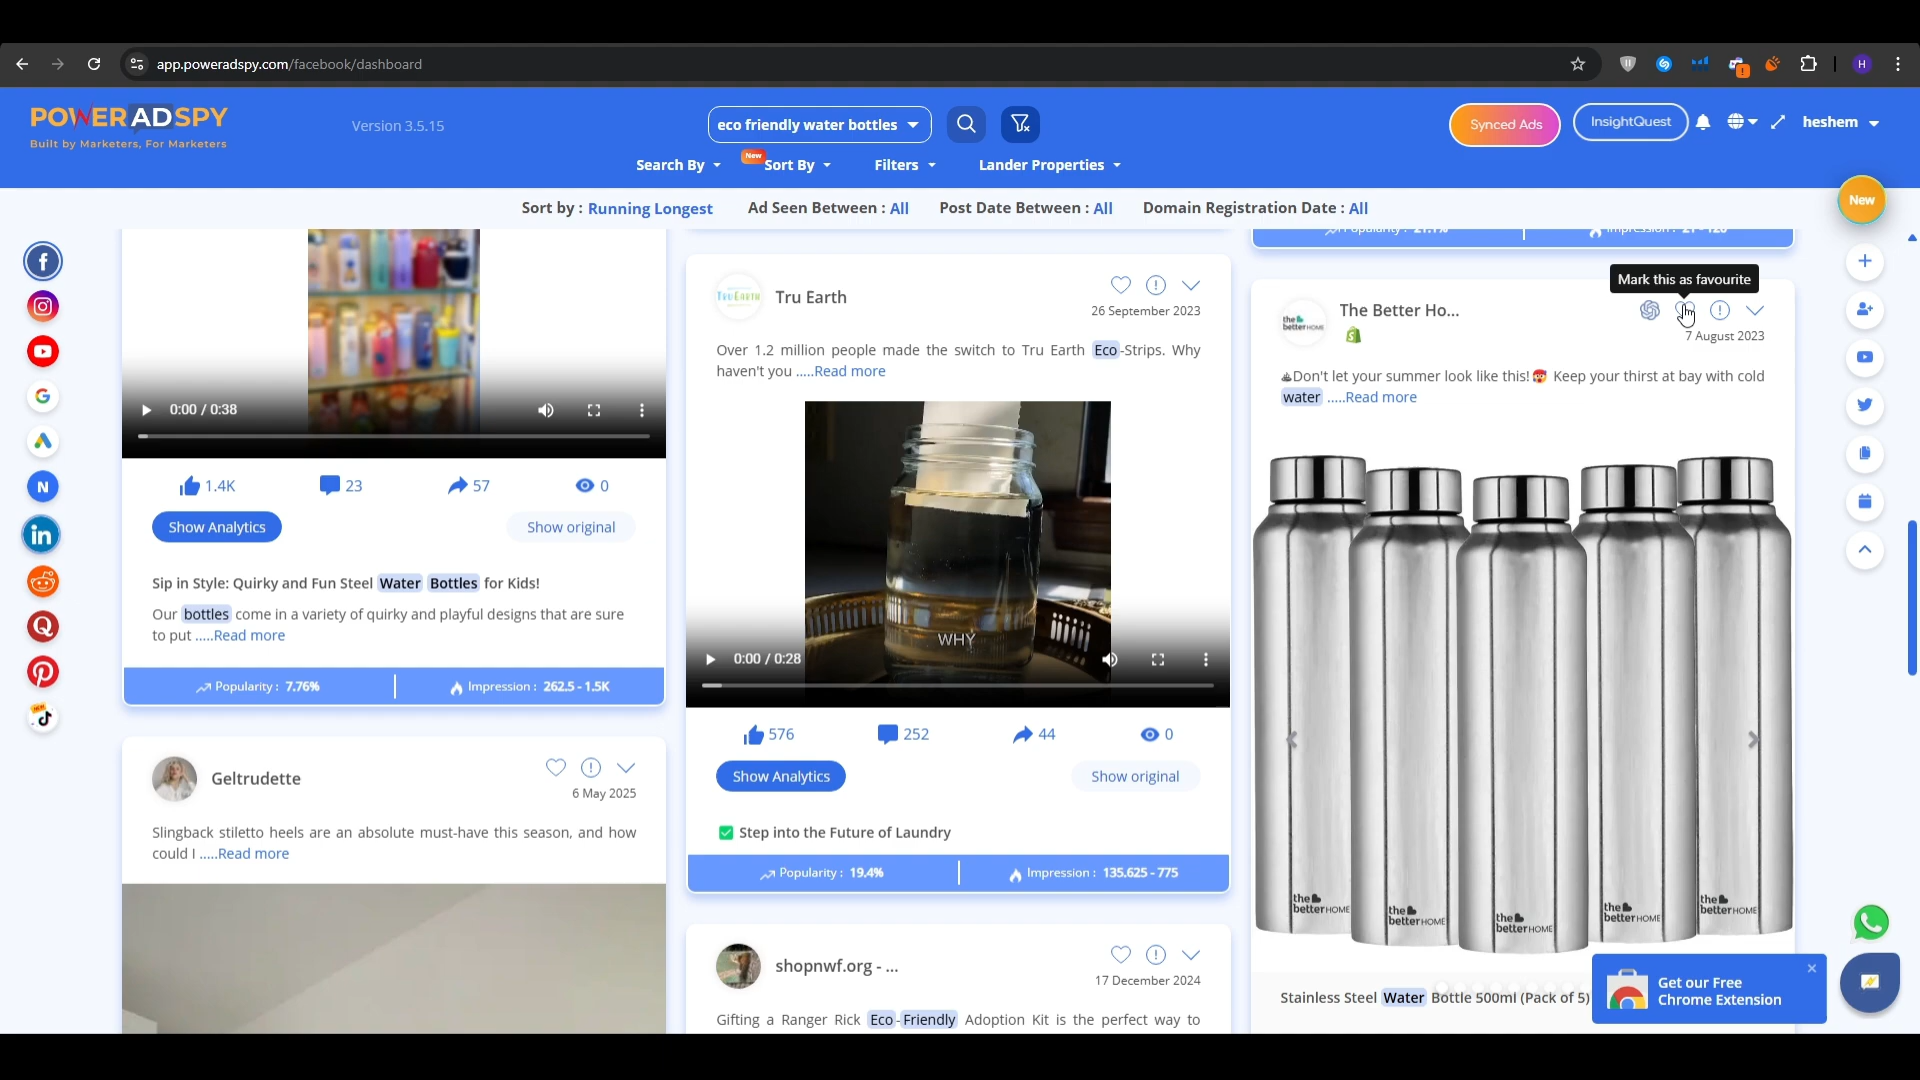 app.poweradspy.com/facebook/dashboard
H
POWERADSPY
Built by Marketers, For Marketers
Version 3.5.15
eco friendly water bottles
Synced Ads
InsightQuest
heshem
Search By
New
Sort By
Filters
Lander Properties
Sort by : Running Longest
Ad Seen Between : All
Post Date Between : All
Domain Registration Date : All
New
0:00 / 0:38
1.4K
23
57
0
Show Analytics
Show original
Sip in Style: Quirky and Fun Steel Water Bottles for Kids!
Our bottles come in a variety of quirky and playful designs that are sure
to put .....Read more
Popularity : 7.76%
Impression : 262.5 - 1.5K
Geltrudette
6 May 2025
Slingback stiletto heels are an absolute must-have this season, and how
could I .....Read more
TRU EARTH
Tru Earth
26 September 2023
Over 1.2 million people made the switch to Tru Earth Eco-Strips. Why
haven't you .....Read more
WHY
0:00 / 0:28
576
252
44
0
Show Analytics
Show original
✅ Step into the Future of Laundry
Popularity : 19.4%
Impression : 135.625 - 775
shopnwf.org - ...
17 December 2024
Gifting a Ranger Rick Eco-Friendly Adoption Kit is the perfect way to
Mark this as favourite
the
better HOME
The Better Ho...
7 August 2023
Don't let your summer look like this! Keep your thirst at bay with cold
water .....Read more
the
better HOME
the
better HOME
the
better HOME
the
better HOME
the
better HOME
Stainless Steel Water Bottle 500ml (Pack of 5)
Get our Free
Chrome Extension